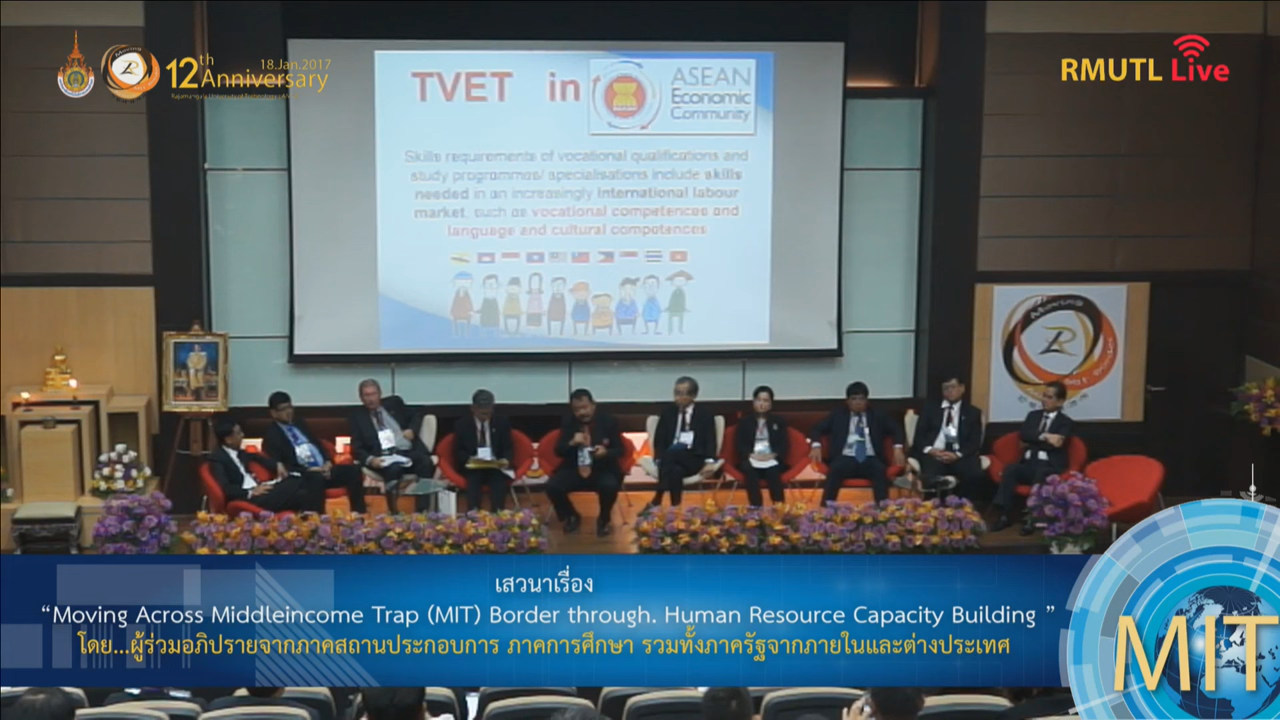 12th Anniversary
18.Jan.2017
RMUTL Live
TVET in
ASEAN
Economic
Community
Skills requirements of vocational qualifications and
study programmes/ specialisations include skills
needed in an increasingly international labour
market, such as vocational competences and
language and cultural competences
Moving
เสวนาเรื่อง
“Moving Across Middleincome Trap (MIT) Border through. Human Resource Capacity Building ”
โดย...ผู้ร่วมอภิปรายจากภาคสถานประกอบการ ภาคการศึกษา รวมทั้งภาครัฐจากภายในและต่างประเทศ
MIT